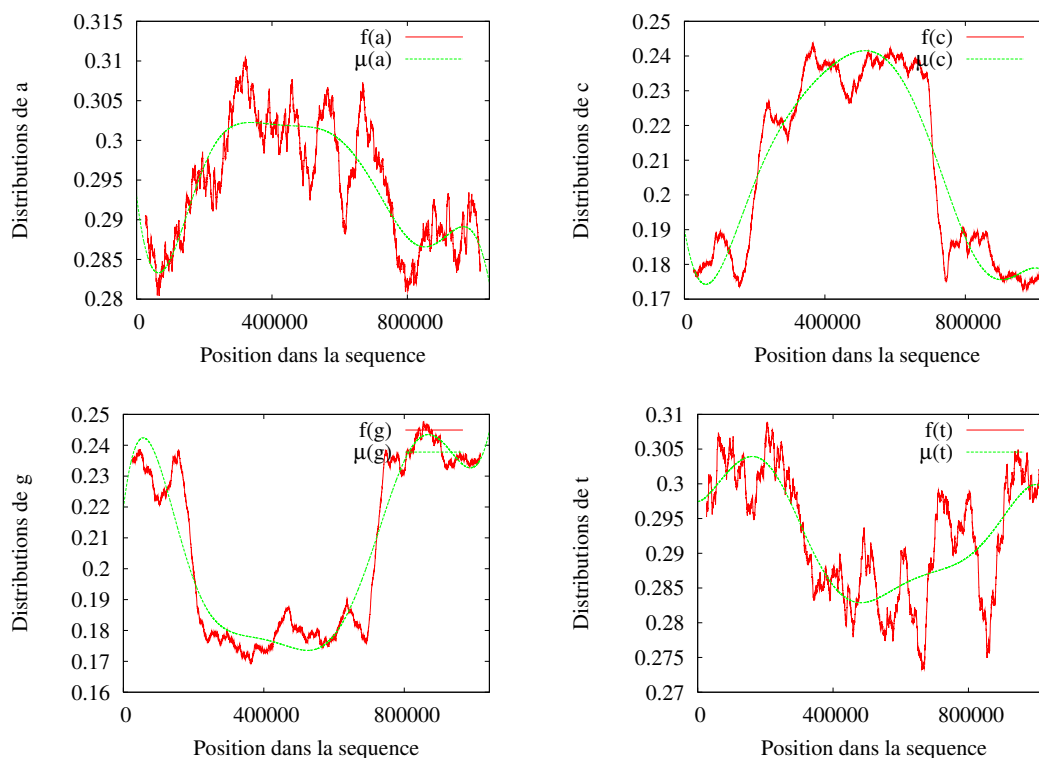 Distributions de a
0.315
0.31
0.305
0.3
0.295
0.29
0.285
0.28
f(a)
μ(a)
0 400000 800000
Position dans la sequence
Distributions de c
0.25
0.24
0.23
0.22
0.21
0.2
0.19
0.18
0.17
f(c)
μ(c)
0 400000 800000
Position dans la sequence
Distributions de g
0.25
0.24
0.23
0.22
0.21
0.2
0.19
0.18
0.17
0.16
f(g)
μ(g)
0 400000 800000
Position dans la sequence
Distributions de t
0.31
0.305
0.3
0.295
0.29
0.285
0.28
0.275
0.27
f(t)
μ(t)
0 400000 800000
Position dans la sequence